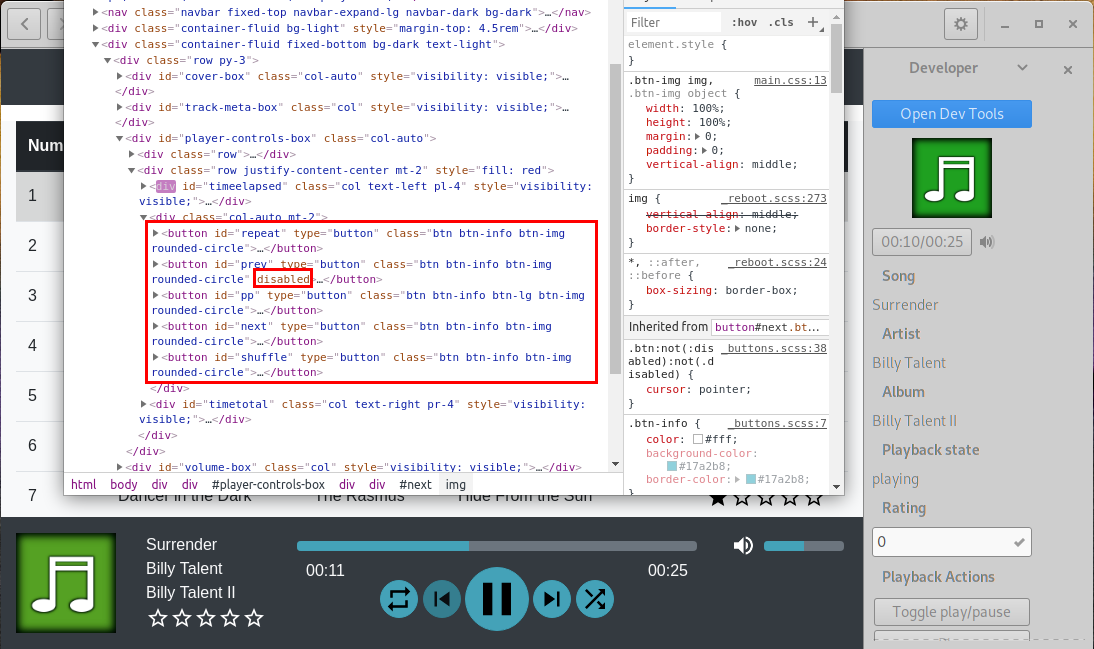 <nav class="navbar fixed-top navbar-expand-lg navbar-dark bg-dark">…</nav>
<div class="container-fluid bg-light" style="margin-top: 4.5rem">…</div>
<div class="container-fluid fixed-bottom bg-dark text-light">
<div class="row py-3">
<div id="cover-box" class="col-auto" style="visibility: visible;">…
</div>
<div id="track-meta-box" class="col" style="visibility: visible;">…
</div>
<div id="player-controls-box" class="col-auto">
<div class="row">…</div>
<div class="row justify-content-center mt-2" style="fill: red">
<div id="timeelapsed" class="col text-left pl-4" style="visibility:
visible;">…</div>
<div class="col-auto mt-2">
<button id="repeat" type="button" class="btn btn-info btn-img
rounded-circle">…</button>
<button id="prev" type="button" class="btn btn-info btn-img
rounded-circle" disabled>…</button>
<button id="pp" type="button" class="btn btn-info btn-lg btn-img
rounded-circle">…</button>
<button id="next" type="button" class="btn btn-info btn-img
rounded-circle">…</button>
<button id="shuffle" type="button" class="btn btn-info btn-img
rounded-circle">…</button>
</div>
<div id="timetotal" class="col text-right pr-4" style="visibility:
visible;">…</div>
</div>
</div>
<div id="volume-box" class="col" style="visibility: visible;">…</div>
html body div div #player-controls-box div div #next img
Filter :hov .cls +
element.style {
}
.btn-img img, main.css:13
.btn-img object {
width: 100%;
height: 100%;
margin: 0;
padding: 0;
vertical-align: middle;
}
img { _reboot.scss:273
vertical-align: middle;
border-style: none;
}
*, ::after, _reboot.scss:24
::before {
box-sizing: border-box;
}
Inherited from button#next.bt…
.btn:not(:dis _buttons.scss:38
abled):not(.d
isabled) {
cursor: pointer;
}
.btn-info { _buttons.scss:7
color: #fff;
background-color:
#17a2b8;
border-color: #17a2b8;
Num
1
2
3
4
5
6
7 Dancer in the Dark The Rasmus Hide From the Sun
Surrender
Billy Talent
Billy Talent II
00:11
00:25
Developer
Open Dev Tools
00:10/00:25
Song
Surrender
Artist
Billy Talent
Album
Billy Talent II
Playback state
playing
Rating
0
Playback Actions
Toggle play/pause